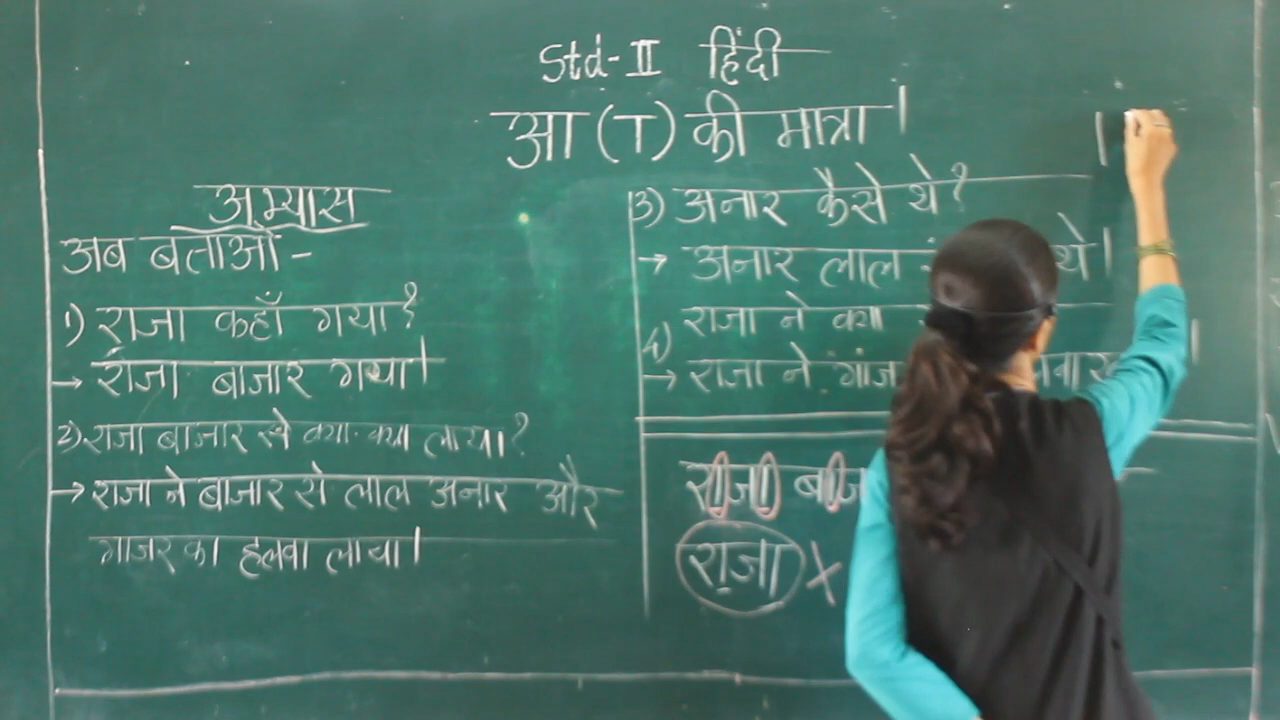 Std-II हिंदी
आ (ा) की मात्रा।
अभ्यास
अब बताओ -
1) राजा कहाँ गया?
→ राजा बाजार गया।
2) राजा बाजार से क्या-क्या लाया?
→ राजा ने बाजार से लाल अनार और
गाजर का हलवा लाया।
3) अनार कैसे थे?
→ अनार लाल थे।
4) राजा ने क्या
→ राजा ने
राजा
राजा ×